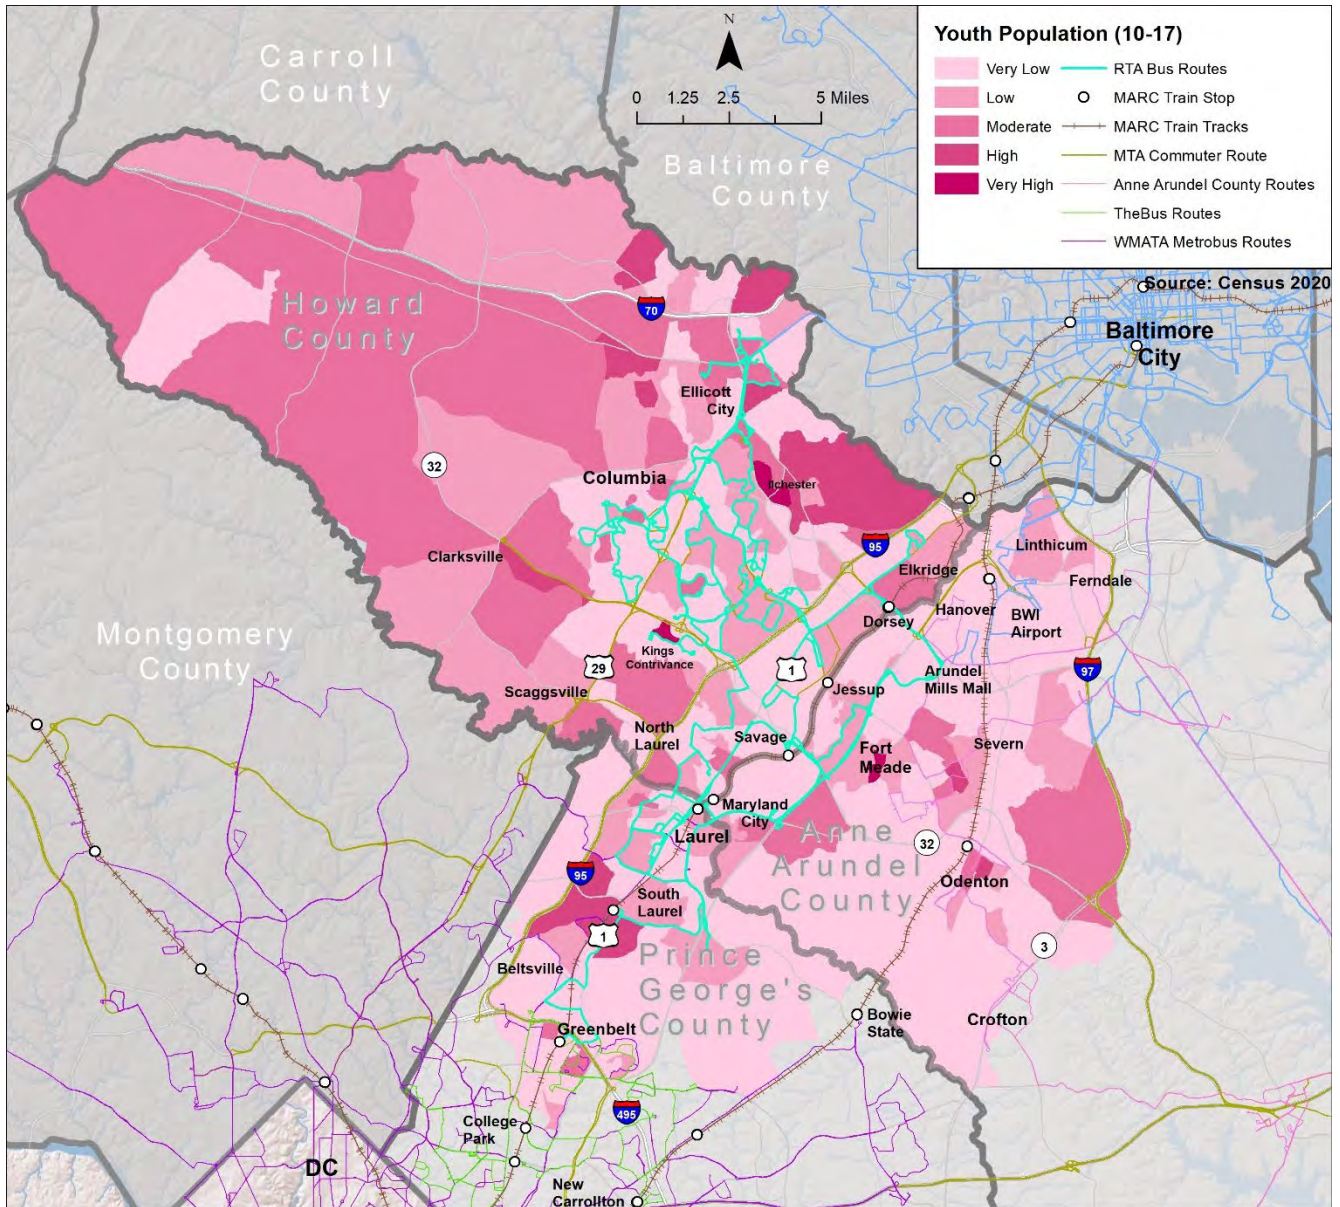 Carroll
County
N
0 1.25 2.5 5 Miles
Baltimore
County
Youth Population (10-17)
Very Low
Low
Moderate
High
Very High
RTA Bus Routes
MARC Train Stop
MARC Train Tracks
MTA Commuter Route
Anne Arundel County Routes
TheBus Routes
WMATA Metrobus Routes
Source: Census 2020
Baltimore
City
Howard
County
70
Ellicott
City
32
Columbia
Ilchester
Clarksville
95
Elkridge
Linthicum
Ferndale
Hanover
BWI
Airport
Dorsey
Montgomery
County
Kings
Contrivance
29
1
Jessup
Arundel
Mills Mall
97
Scaggsville
North
Laurel
Savage
Fort
Meade
Severn
Maryland
City
Laurel
Anne
Arundel
County
32
95
Odenton
South
Laurel
1
3
Beltsville
Prince
George's
County
Greenbelt
Bowie
State
Crofton
495
College
Park
DC
New
Carrollton